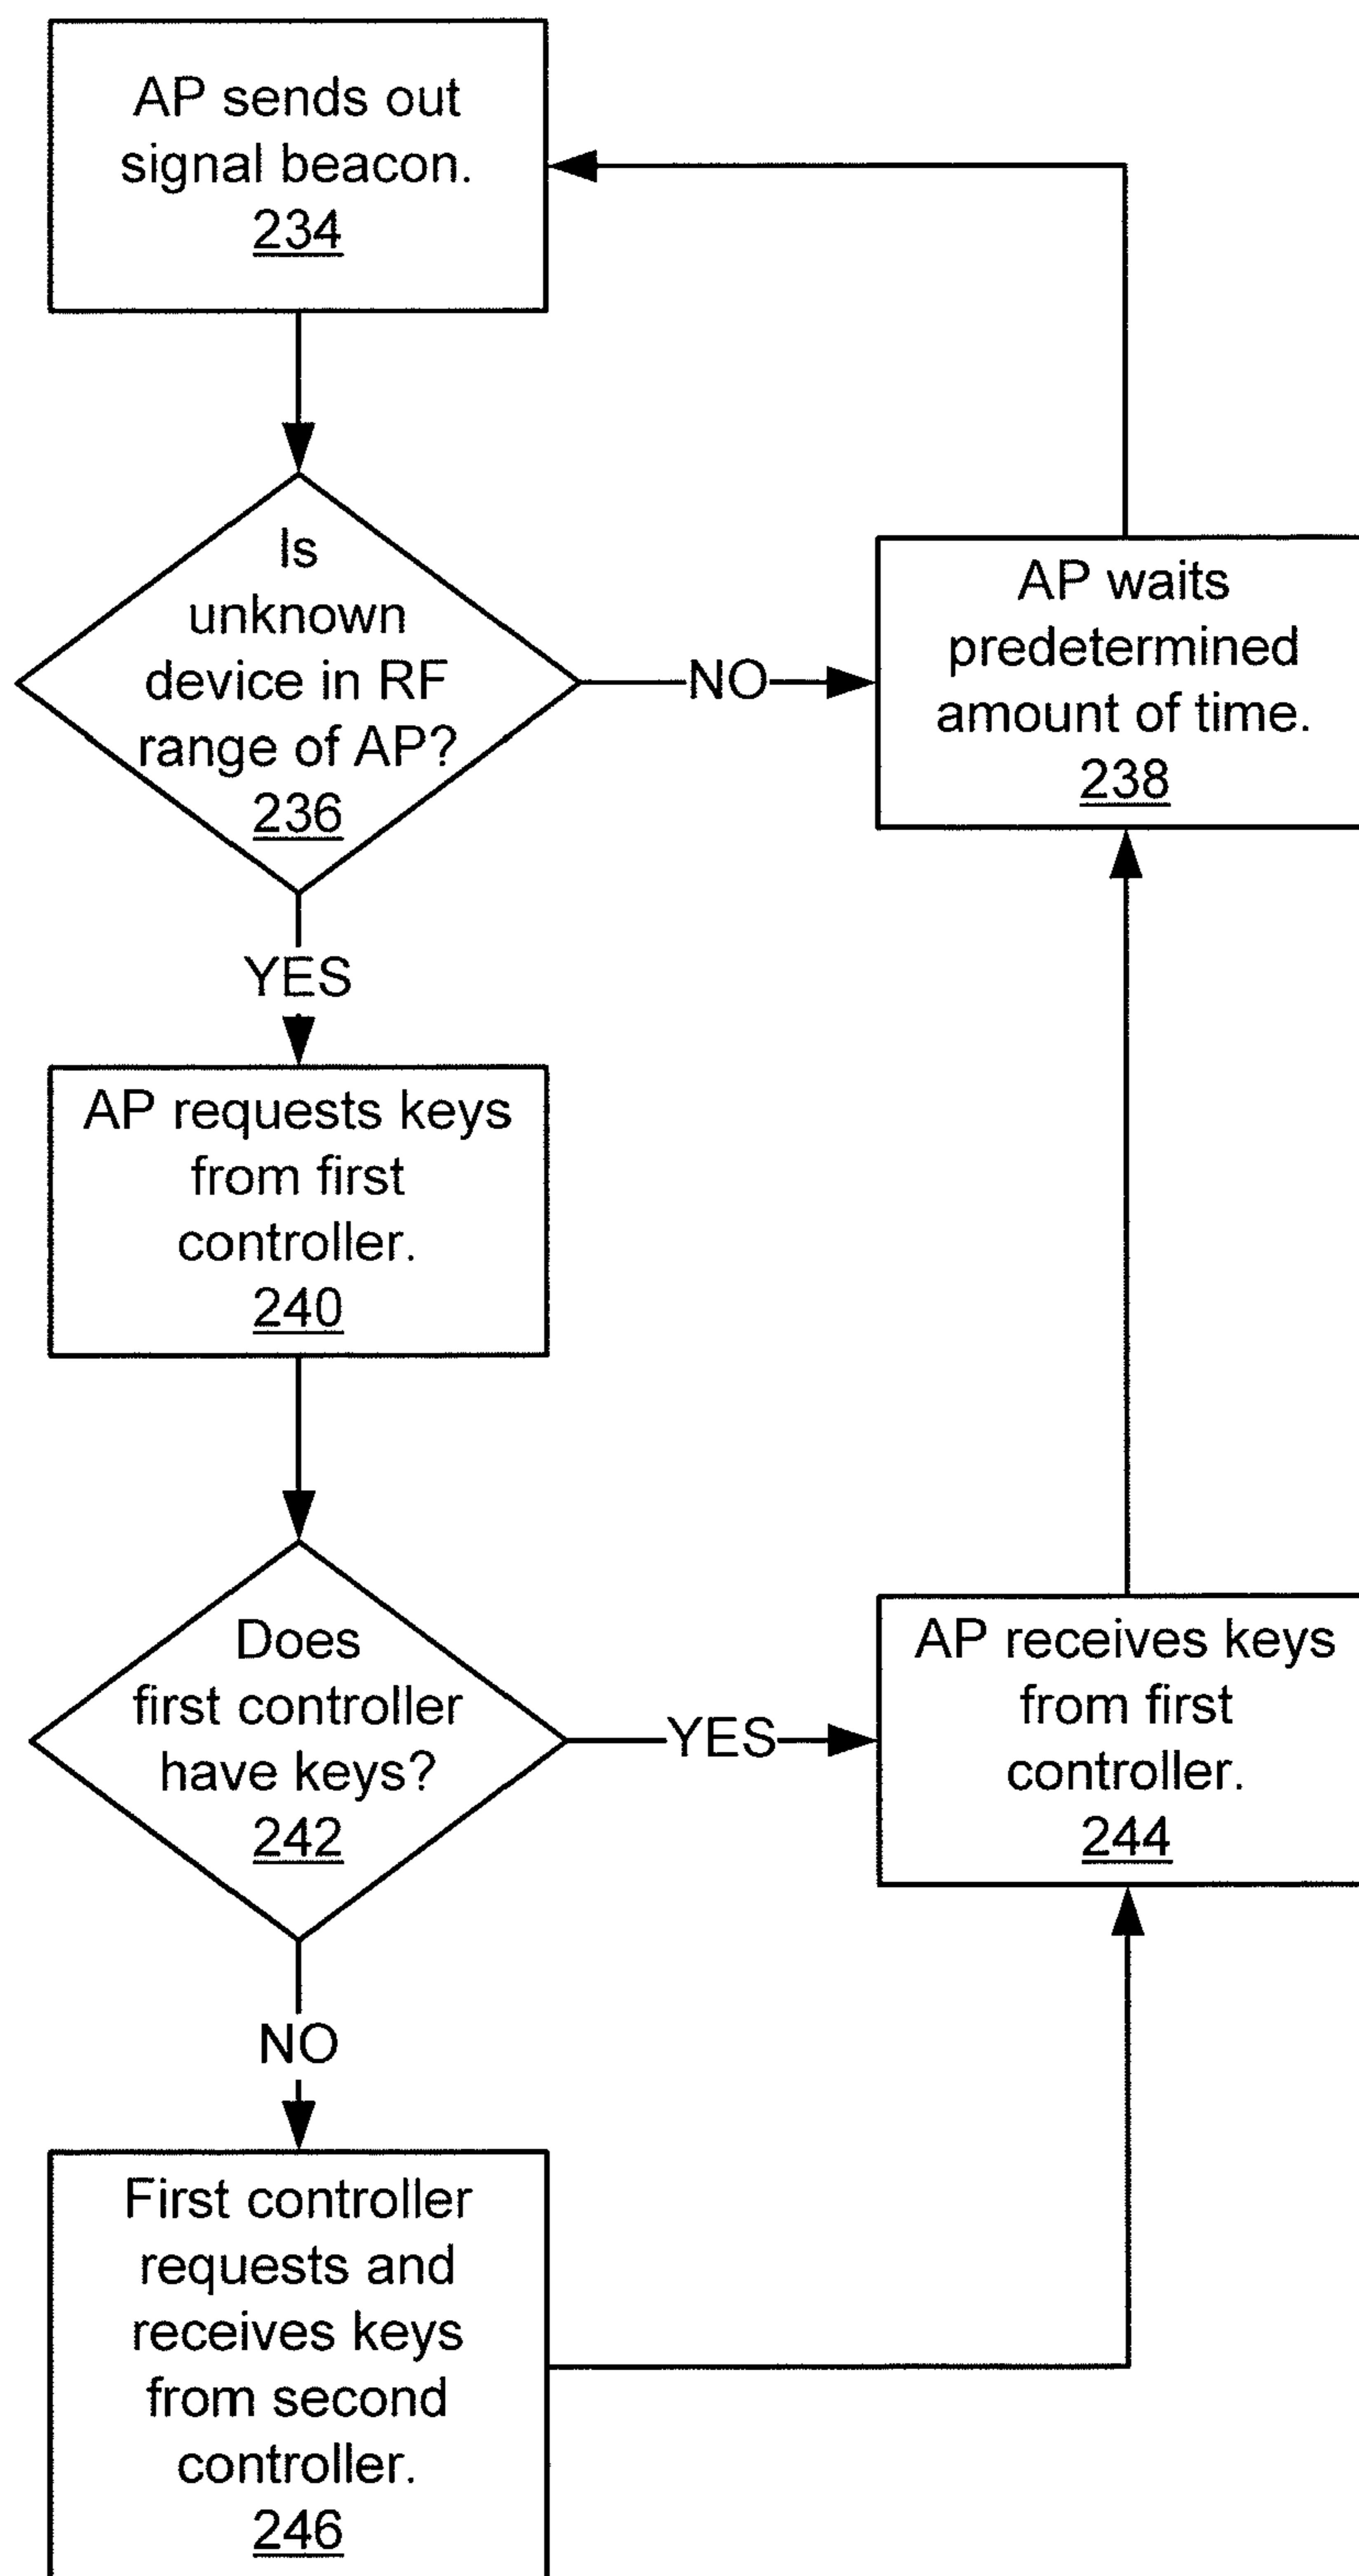 AP sends out
signal beacon.
234
Is
unknown
device in RF
range of AP?
236
NO
AP waits
predetermined
amount of time.
238
YES
AP requests keys
from first
controller.
240
Does
first controller
have keys?
242
YES
AP receives keys
from first
controller.
244
NO
First controller
requests and
receives keys
from second
controller.
246